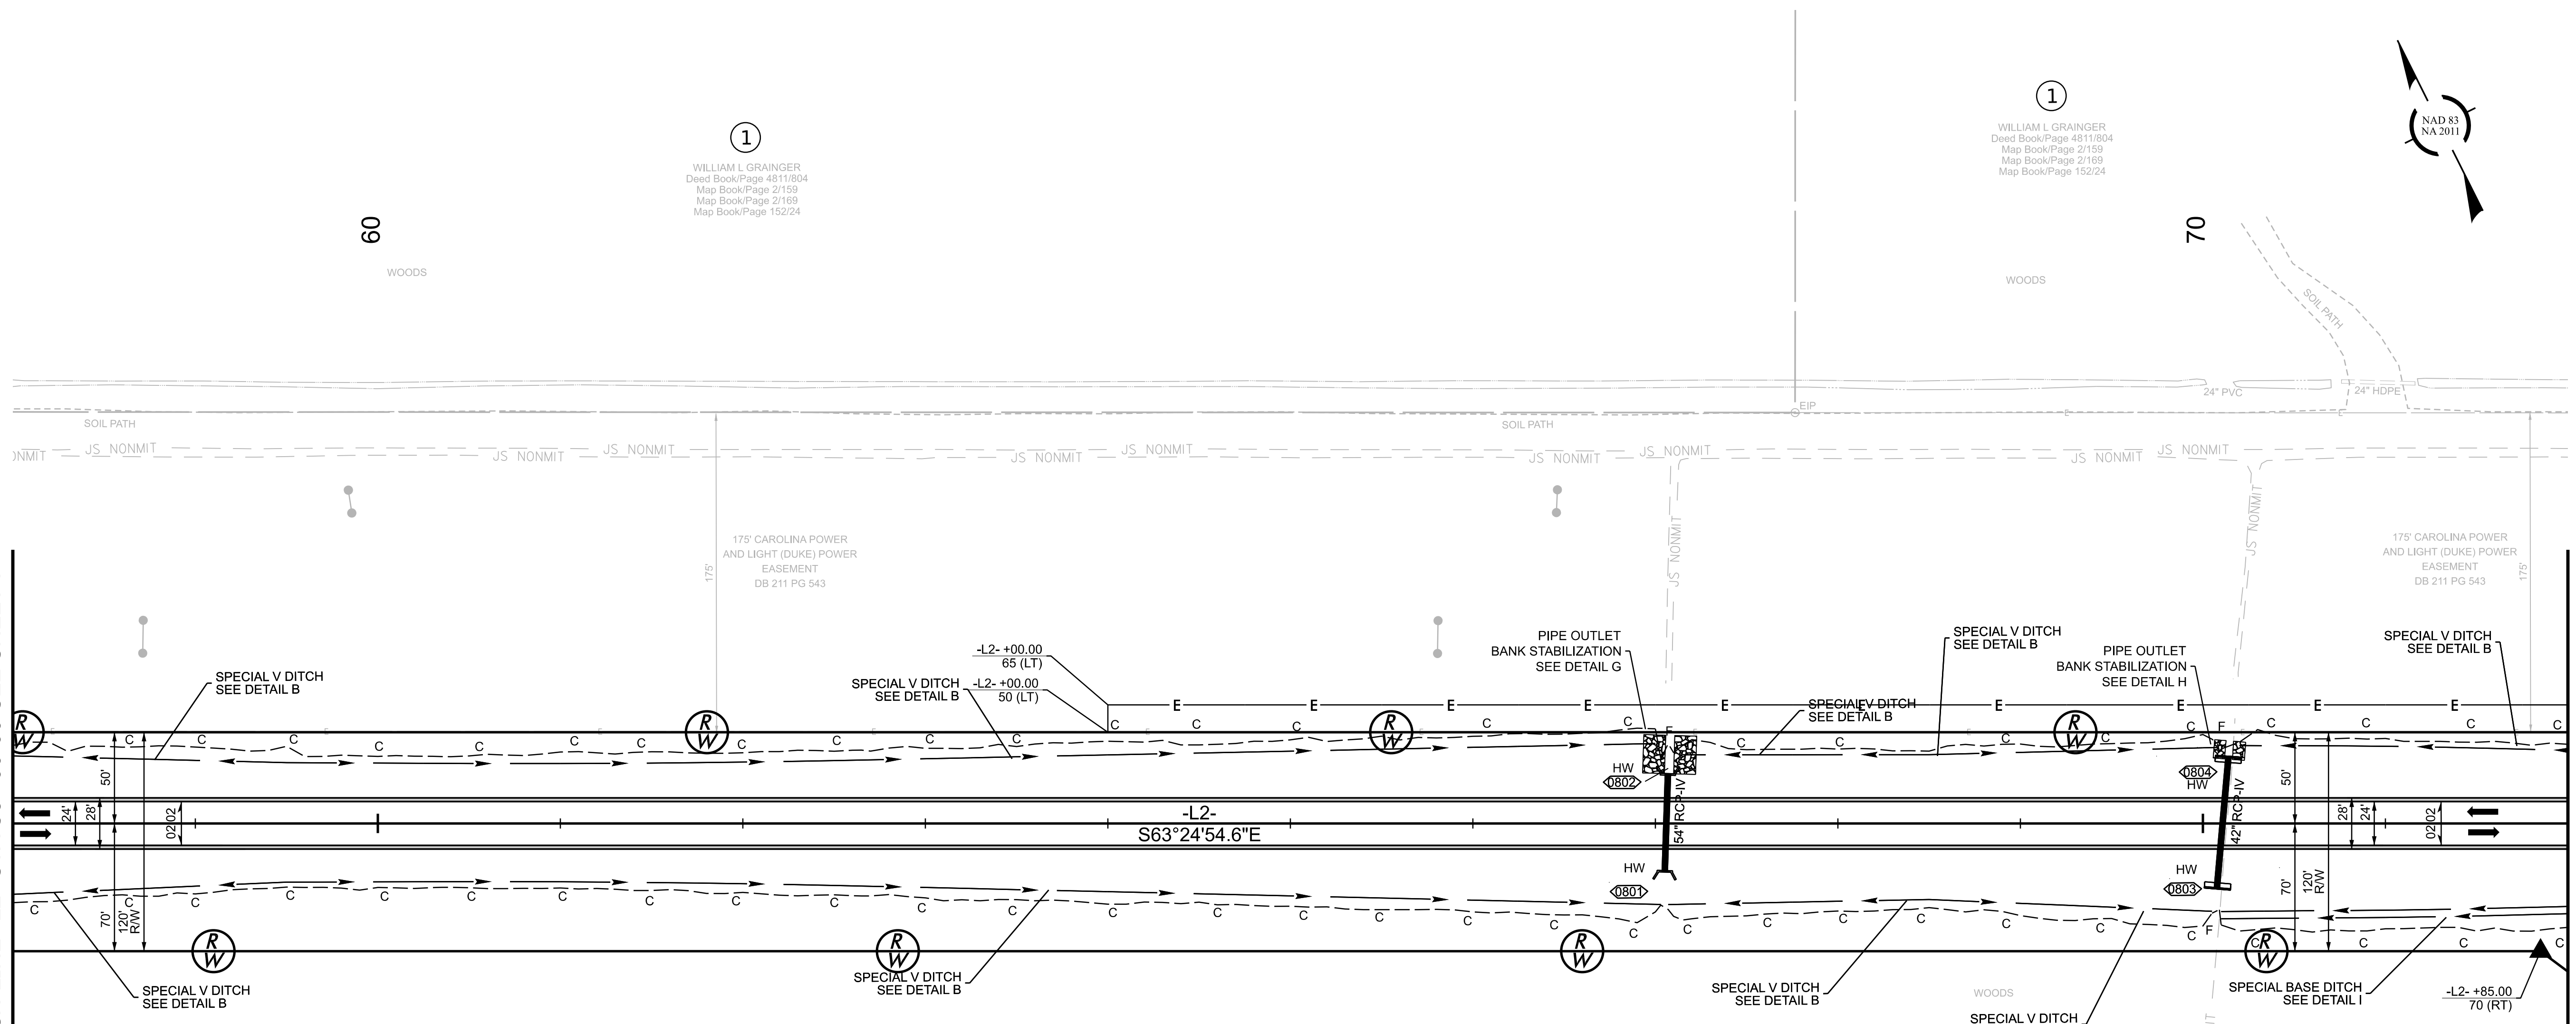 1
WILLIAM L GRAINGER
Deed Book/Page 4811/804
Map Book/Page 2/159
Map Book/Page 2/169
Map Book/Page 152/24
1
WILLIAM L GRAINGER
Deed Book/Page 4811/804
Map Book/Page 2/159
Map Book/Page 2/169
Map Book/Page 152/24
NAD 83
NA 2011
60
70
WOODS
WOODS
SOIL PATH
24" PVC
24" HDPE
EIP
SOIL PATH
SOIL PATH
JS NONMIT
JS NONMIT
JS NONMIT
JS NONMIT
JS NONMIT
JS NONMIT
JS NONMIT
JS NONMIT
JS NONMIT
JS NONMIT
JS NONMIT
175'
175' CAROLINA POWER
AND LIGHT (DUKE) POWER
EASEMENT
DB 211 PG 543
175' CAROLINA POWER
AND LIGHT (DUKE) POWER
EASEMENT
DB 211 PG 543
175'
SPECIAL V DITCH
SEE DETAIL B
SPECIAL V DITCH
SEE DETAIL B
-L2- +00.00
65 (LT)
-L2- +00.00
50 (LT)
PIPE OUTLET
BANK STABILIZATION
SEE DETAIL G
SPECIAL V DITCH
SEE DETAIL B
SPECIAL V DITCH
SEE DETAIL B
PIPE OUTLET
BANK STABILIZATION
SEE DETAIL H
SPECIAL V DITCH
SEE DETAIL B
E E E E E E E E E E
R W
R W
R W
R W
C C C C C C C C C C C C C C C C F C C C C C F C C C C
50'
24'
28'
02 02
HW
0802
54" RCP-IV
0804
HW
42" RCP-IV
50'
28'
24'
02 02
-L2-
S63°24'54.6"E
HW
0801
HW
0803
C C C C C C C C C C C C C C C C C C C C C C C F C C C C
70'
120'
R/W
70'
120'
R/W
R W
R W
R W
R W
SPECIAL V DITCH
SEE DETAIL B
SPECIAL V DITCH
SEE DETAIL B
SPECIAL V DITCH
SEE DETAIL B
WOODS
SPECIAL V DITCH
SPECIAL BASE DITCH
SEE DETAIL I
-L2- +85.00
70 (RT)